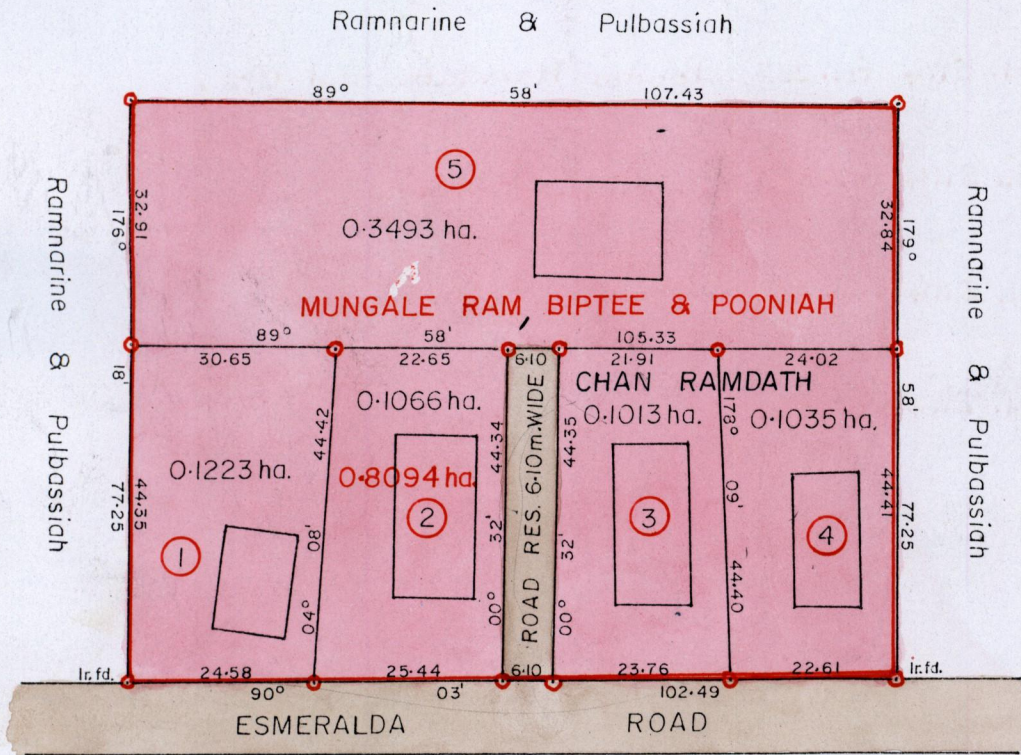 Ramnarine & Pulbassiah
89° 58' 107.43
5
0.3493 ha.
32.91
176°
32.84
179°
Ramnarine & Pulbassiah
Ramnarine & Pulbassiah
MUNGALE RAM, BIPTEE & POONIAH
89° 58' 105.33
30.65 22.65 6.10 21.91 24.02
18'
58'
CHAN RAMDATH
0.1066 ha. 0.1013 ha. 0.1035 ha.
0.1223 ha.
0.8094 ha.
44.35
77.25
04° 08' 44.42
00° 32' 44.34
ROAD RES. 6.10m. WIDE
00° 32' 44.35
178° 09' 44.40
44.41
77.25
1
2
3
4
Ir. fd. 24.58 25.44 6.10 23.76 22.61 Ir. fd.
90° 03' 102.49
ESMERALDA ROAD